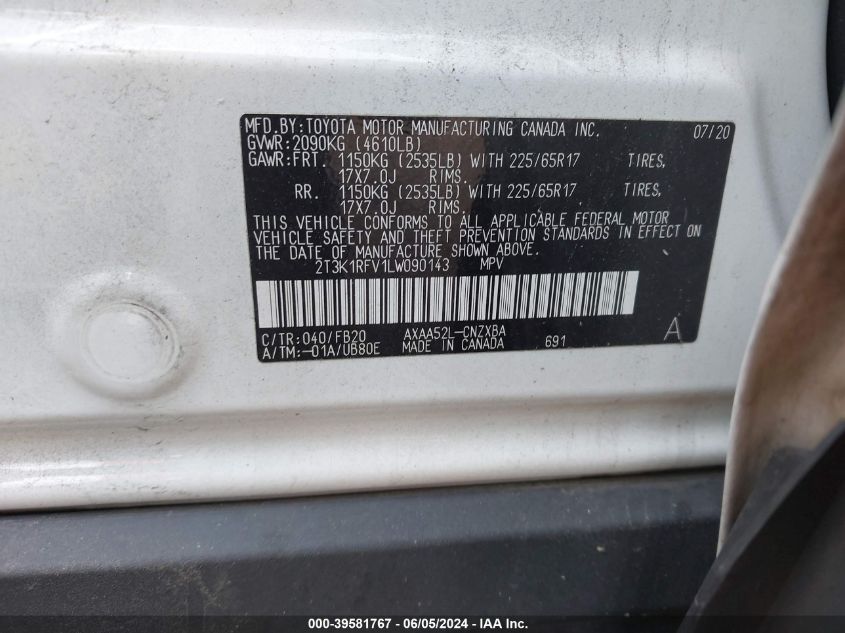 MFD.BY:TOYOTA MOTOR MANUFACTURING CANADA INC. 07/20
GVWR:2090KG (4610LB)
GAWR:FRT. 1150KG (2535LB) WITH 225/65R17 TIRES,
17X7.0J RIMS.
RR. 1150KG (2535LB) WITH 225/65R17 TIRES,
17X7.0J RIMS.
THIS VEHICLE CONFORMS TO ALL APPLICABLE FEDERAL MOTOR
VEHICLE SAFETY AND THEFT PREVENTION STANDARDS IN EFFECT ON
THE DATE OF MANUFACTURE SHOWN ABOVE.
2T3K1RFV1LW090143 MPV
C/TR:040/FB20 AXAA52L-CNZXBA
A/TM:-01A/UB80E MADE IN CANADA 691 A
000-39581767 - 06/05/2024 - IAA Inc.